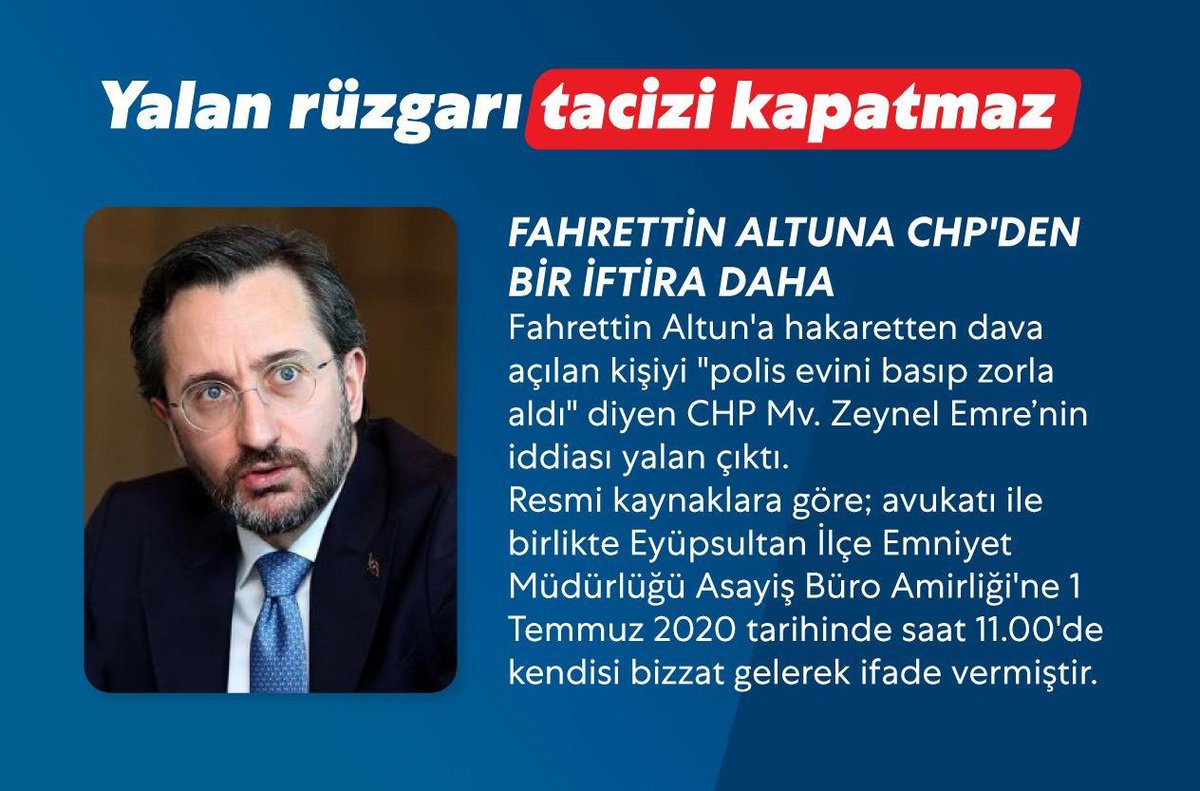 Yalan rüzgarı tacizi kapatmaz
FAHRETTİN ALTUNA CHP'DEN
BİR İFTİRA DAHA
Fahrettin Altun'a hakaretten dava
açılan kişiyi "polis evini basıp zorla
aldı" diyen CHP Mv. Zeynel Emre’nin
iddiası yalan çıktı.
Resmi kaynaklara göre; avukatı ile
birlikte Eyüpsultan İlçe Emniyet
Müdürlüğü Asayiş Büro Amirliği'ne 1
Temmuz 2020 tarihinde saat 11.00'de
kendisi bizzat gelerek ifade vermiştir.